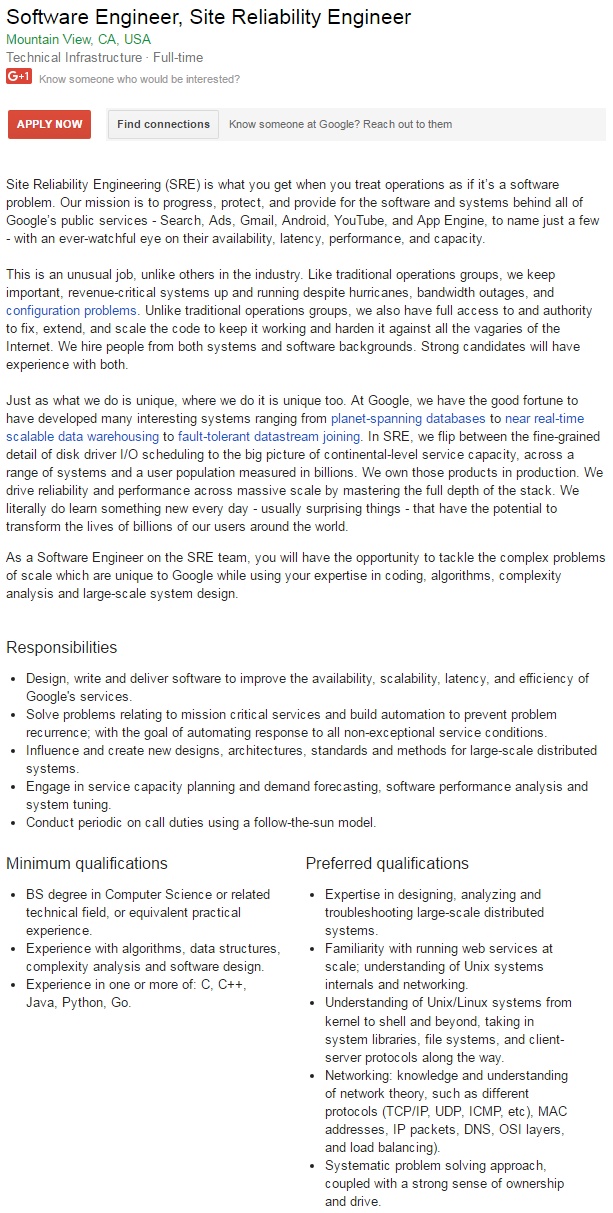 Software Engineer, Site Reliability Engineer
Mountain View, CA, USA
Technical Infrastructure · Full-time
G+1 Know someone who would be interested?
APPLY NOW Find connections Know someone at Google? Reach out to them
Site Reliability Engineering (SRE) is what you get when you treat operations as if it's a software
problem. Our mission is to progress, protect, and provide for the software and systems behind all of
Google's public services - Search, Ads, Gmail, Android, YouTube, and App Engine, to name just a few
- with an ever-watchful eye on their availability, latency, performance, and capacity.
This is an unusual job, unlike others in the industry. Like traditional operations groups, we keep
important, revenue-critical systems up and running despite hurricanes, bandwidth outages, and
configuration problems. Unlike traditional operations groups, we also have full access to and authority
to fix, extend, and scale the code to keep it working and harden it against all the vagaries of the
Internet. We hire people from both systems and software backgrounds. Strong candidates will have
experience with both.
Just as what we do is unique, where we do it is unique too. At Google, we have the good fortune to
have developed many interesting systems ranging from planet-spanning databases to near real-time
scalable data warehousing to fault-tolerant datastream joining. In SRE, we flip between the fine-grained
detail of disk driver I/O scheduling to the big picture of continental-level service capacity, across a
range of systems and a user population measured in billions. We own those products in production. We
drive reliability and performance across massive scale by mastering the full depth of the stack. We
literally do learn something new every day - usually surprising things - that have the potential to
transform the lives of billions of our users around the world.
As a Software Engineer on the SRE team, you will have the opportunity to tackle the complex problems
of scale which are unique to Google while using your expertise in coding, algorithms, complexity
analysis and large-scale system design.
Responsibilities
• Design, write and deliver software to improve the availability, scalability, latency, and efficiency of
Google's services.
• Solve problems relating to mission critical services and build automation to prevent problem
recurrence; with the goal of automating response to all non-exceptional service conditions.
• Influence and create new designs, architectures, standards and methods for large-scale distributed
systems.
• Engage in service capacity planning and demand forecasting, software performance analysis and
system tuning.
• Conduct periodic on call duties using a follow-the-sun model.
Minimum qualifications
• BS degree in Computer Science or related
technical field, or equivalent practical
experience.
• Experience with algorithms, data structures,
complexity analysis and software design.
• Experience in one or more of: C, C++,
Java, Python, Go.
Preferred qualifications
• Expertise in designing, analyzing and
troubleshooting large-scale distributed
systems.
• Familiarity with running web services at
scale; understanding of Unix systems
internals and networking.
• Understanding of Unix/Linux systems from
kernel to shell and beyond, taking in
system libraries, file systems, and client-
server protocols along the way.
• Networking: knowledge and understanding
of network theory, such as different
protocols (TCP/IP, UDP, ICMP, etc), MAC
addresses, IP packets, DNS, OSI layers,
and load balancing).
• Systematic problem solving approach,
coupled with a strong sense of ownership
and drive.